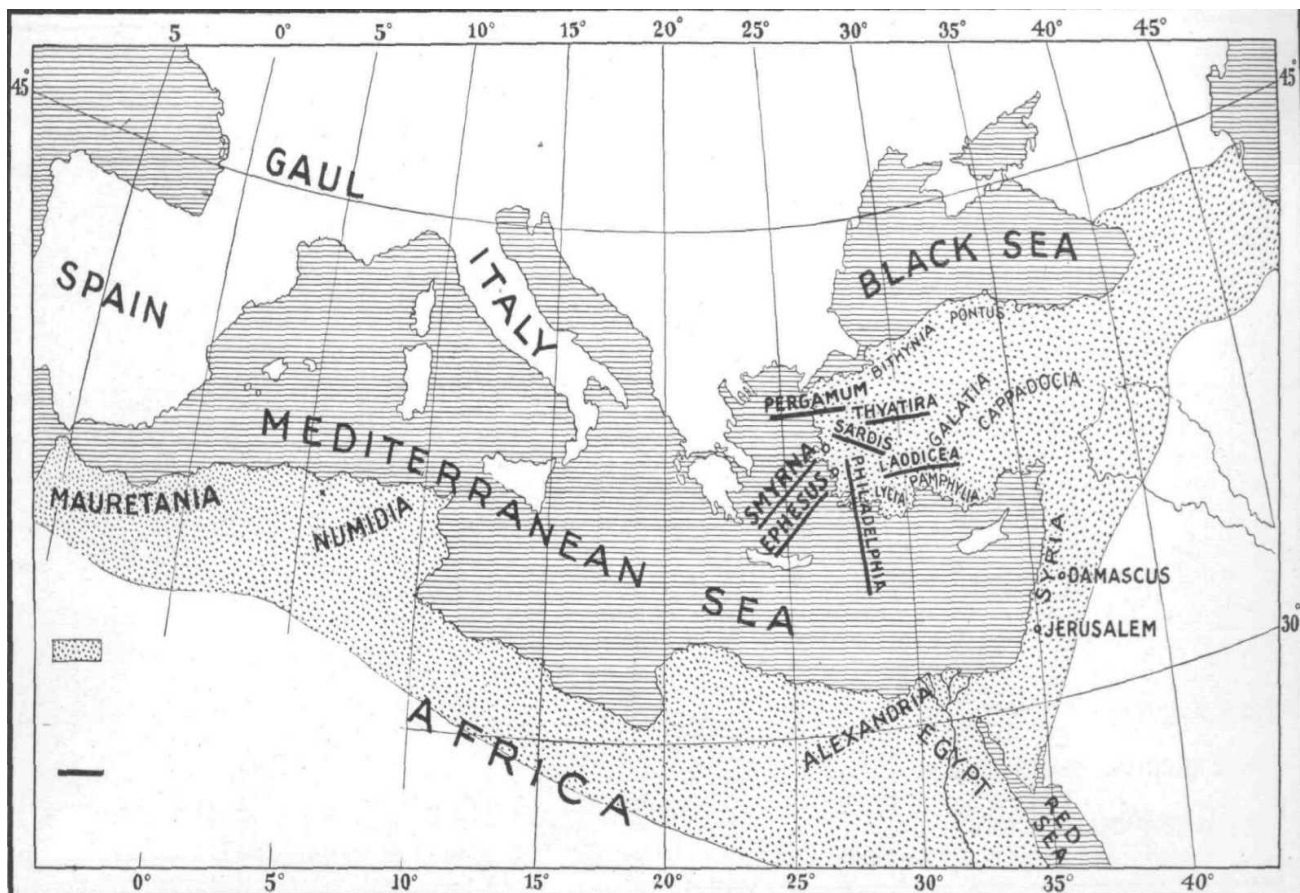 5 0° 5° 10° 15° 20° 25° 30° 35° 40° 45°
45° 45°
GAUL
SPAIN
ITALY
BLACK SEA
PONTUS
BITHYNIA
PERGAMUM
THYATIRA
GALATIA
CAPPADOCIA
SARDIS
LAODICEA
SMYRNA
EPHESUS
PHILADELPHIA
LYCIA
PAMPHYLIA
MEDITERRANEAN SEA
MAURETANIA
NUMIDIA
SYRIA
DAMASCUS
JERUSALEM
30°
AFRICA
ALEXANDRIA
EGYPT
RED
SEA
0° 5° 10° 15° 20° 25° 30° 35° 40°